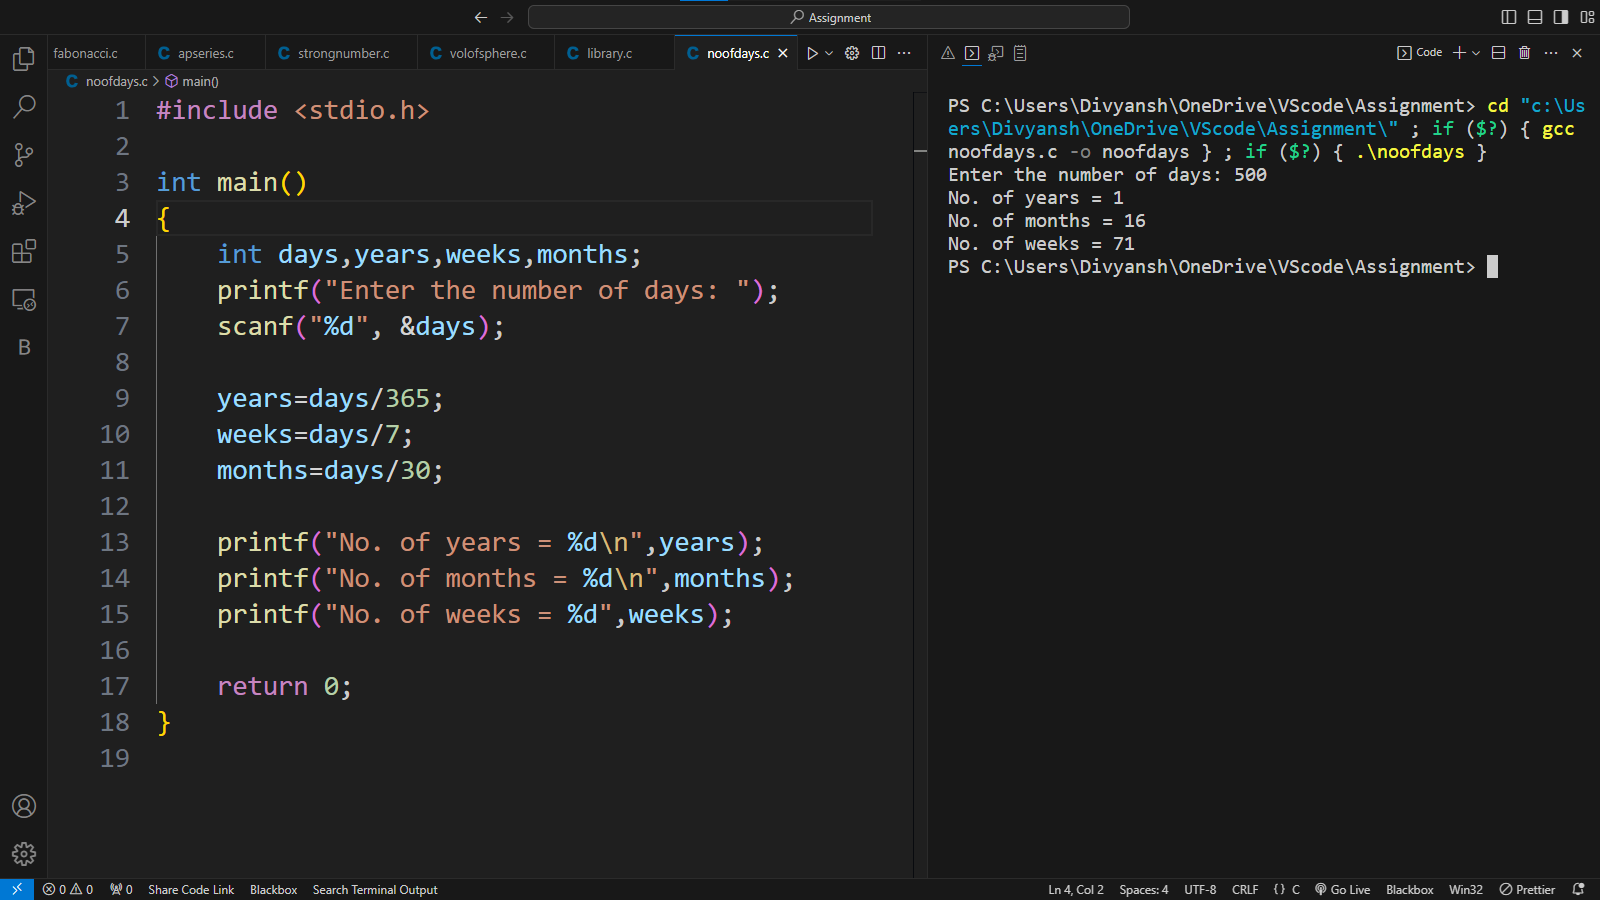 Assignment
fabonacci.c
C apseries.c
C strongnumber.c
C volofsphere.c
C library.c
C noofdays.c
C noofdays.c > main()
1 #include <stdio.h>
2
3 int main()
4 {
5     int days,years,weeks,months;
6     printf("Enter the number of days: ");
7     scanf("%d", &days);
8
9     years=days/365;
10     weeks=days/7;
11     months=days/30;
12
13     printf("No. of years = %d\n",years);
14     printf("No. of months = %d\n",months);
15     printf("No. of weeks = %d",weeks);
16
17     return 0;
18 }
19
B
Code
PS C:\Users\Divyansh\OneDrive\VScode\Assignment> cd "c:\Us
ers\Divyansh\OneDrive\VScode\Assignment\" ; if ($?) { gcc
noofdays.c -o noofdays } ; if ($?) { .\noofdays }
Enter the number of days: 500
No. of years = 1
No. of months = 16
No. of weeks = 71
PS C:\Users\Divyansh\OneDrive\VScode\Assignment>
0 0 0 Share Code Link Blackbox Search Terminal Output
Ln 4, Col 2 Spaces: 4 UTF-8 CRLF {} C Go Live Blackbox Win32 Prettier